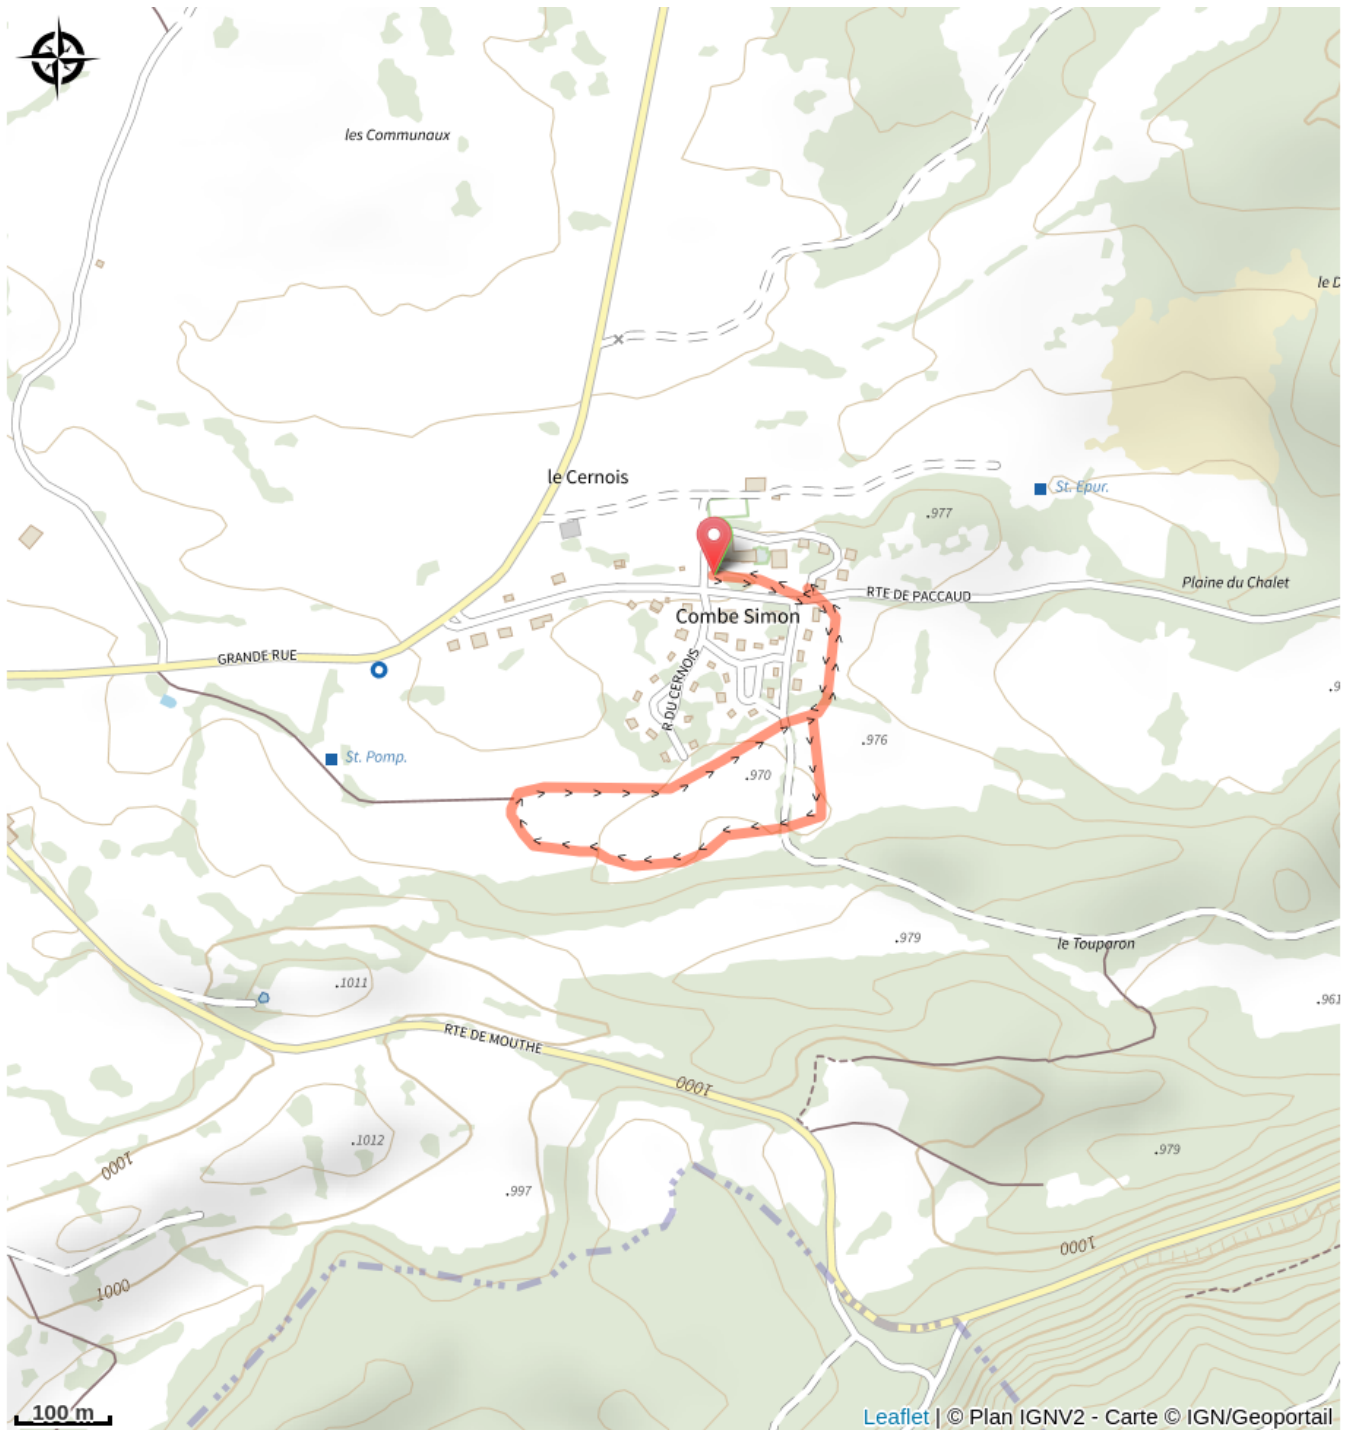 les Communaux
le D
le Cernois
St. Epur.
.977
Plaine du Chalet
RTE DE PACCAUD
Combe Simon
GRANDE RUE
R DU CERNOIS
.9
.976
St. Pomp.
.970
.979
le Touparon
.1011
.961
RTE DE MOUTHE
1000
.1012
.979
1000
.997
1000
1000
100 m
Leaflet | © Plan IGNV2 - Carte © IGN/Geoportail